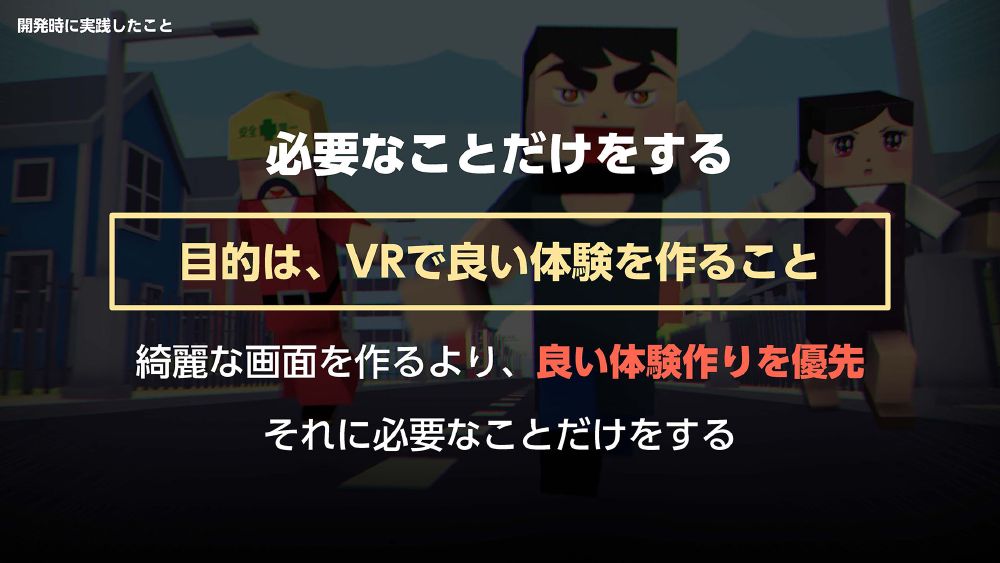 開発時に実践したこと
必要なことだけをする
目的は、VRで良い体験を作ること
綺麗な画面を作るより、良い体験作りを優先
それに必要なことだけをする
安全